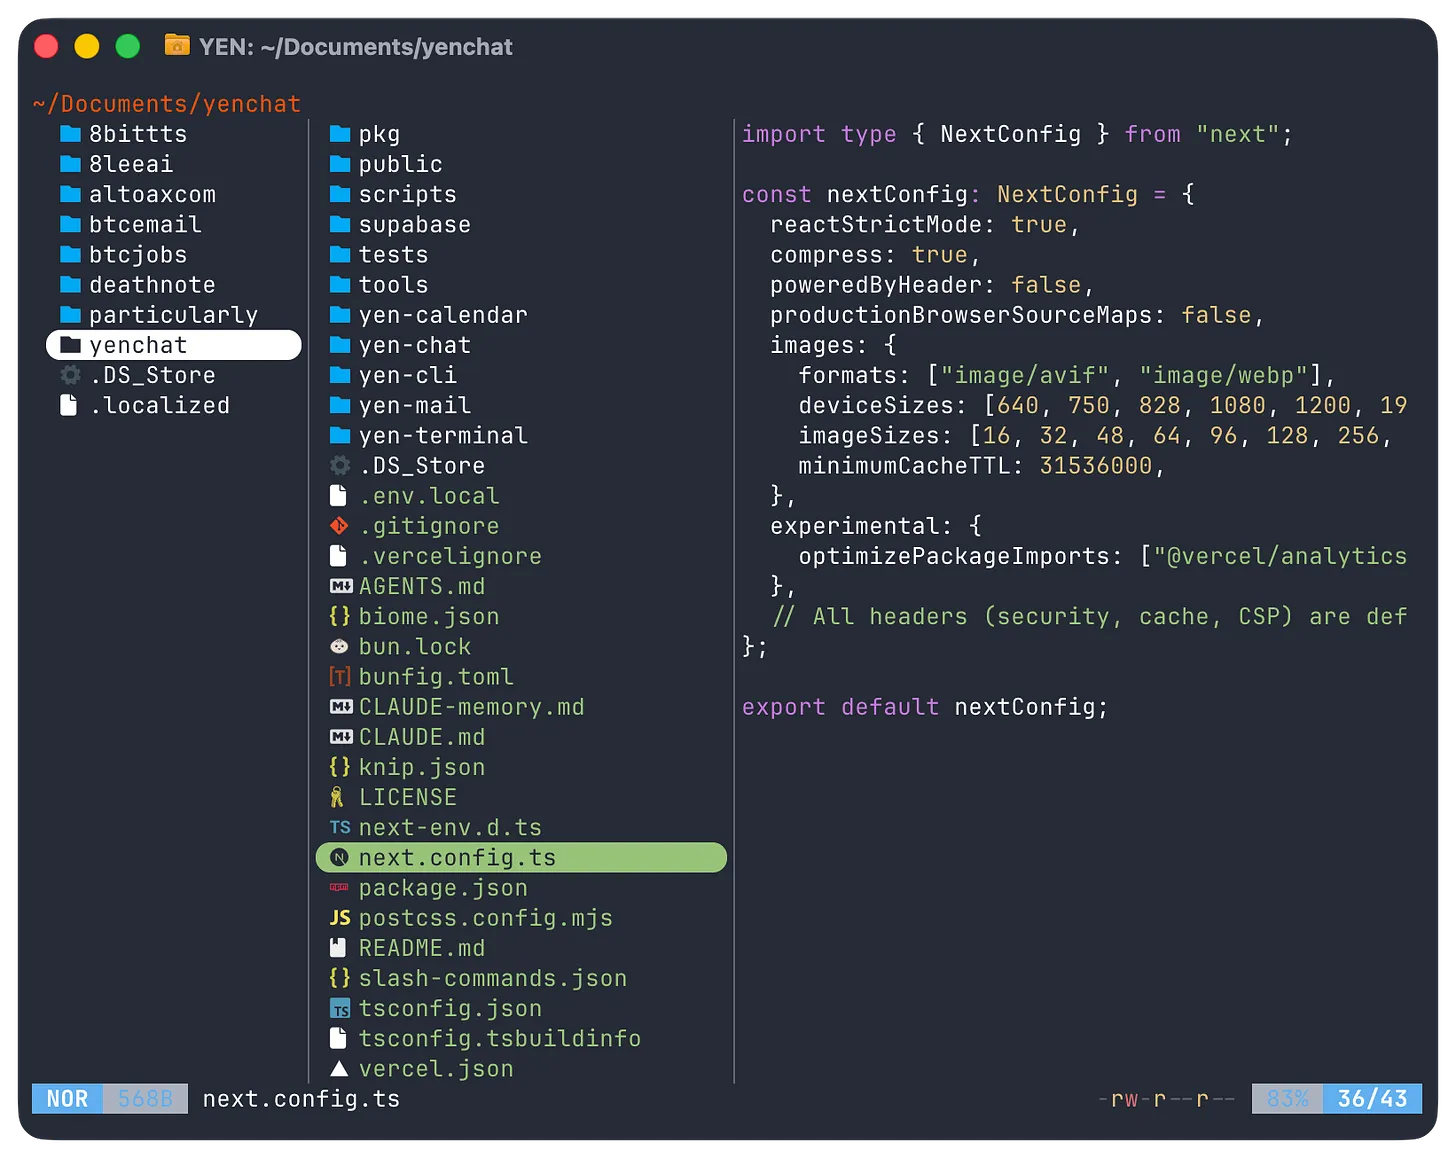 YEN: ~/Documents/yenchat
~/Documents/yenchat
8bittts
8leeai
altoaxcom
btcemail
btcjobs
deathnote
particularly
yenchat
.DS_Store
.localized
pkg
public
scripts
supabase
tests
tools
yen-calendar
yen-chat
yen-cli
yen-mail
yen-terminal
.DS_Store
.env.local
.gitignore
.vercelignore
M↓ AGENTS.md
{} biome.json
bun.lock
[T] bunfig.toml
M↓ CLAUDE-memory.md
M↓ CLAUDE.md
{} knip.json
LICENSE
TS next-env.d.ts
N next.config.ts
npm package.json
JS postcss.config.mjs
README.md
{} slash-commands.json
TS tsconfig.json
tsconfig.tsbuildinfo
vercel.json
import type { NextConfig } from "next";
const nextConfig: NextConfig = {
reactStrictMode: true,
compress: true,
poweredByHeader: false,
productionBrowserSourceMaps: false,
images: {
formats: ["image/avif", "image/webp"],
deviceSizes: [640, 750, 828, 1080, 1200, 19
imageSizes: [16, 32, 48, 64, 96, 128, 256,
minimumCacheTTL: 31536000,
},
experimental: {
optimizePackageImports: ["@vercel/analytics
},
// All headers (security, cache, CSP) are def
};
export default nextConfig;
NOR 568B next.config.ts -rw-r--r-- 83% 36/43